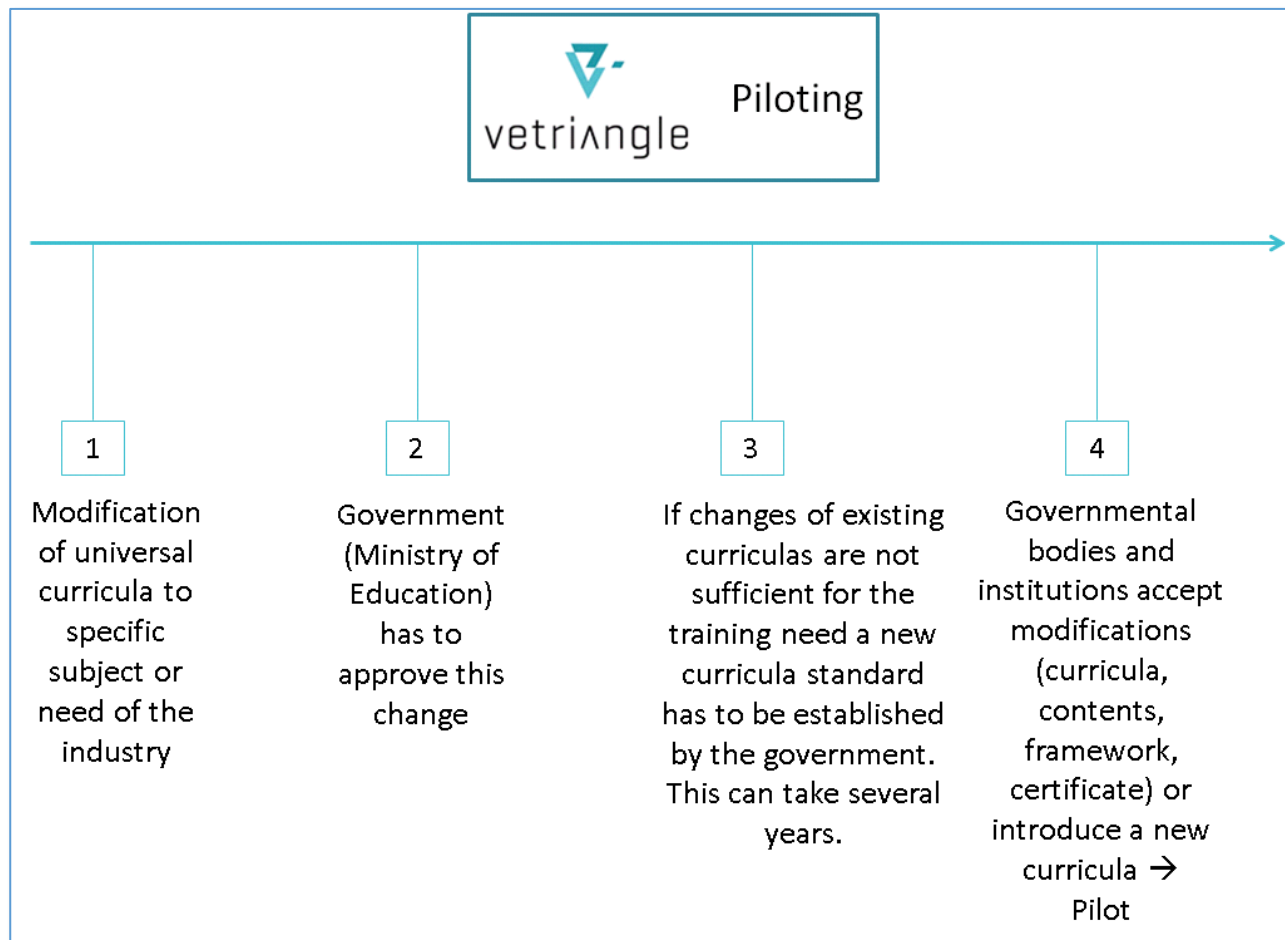 vetriangle
Piloting
1
Modification
of universal
curricula to
specific
subject or
need of the
industry
2
Government
(Ministry of
Education)
has to
approve this
change
3
If changes of existing
curriculas are not
sufficient for the
training need a new
curricula standard
has to be established
by the government.
This can take several
years.
4
Governmental
bodies and
institutions accept
modifications
(curricula,
contents,
framework,
certificate) or
introduce a new
curricula →
Pilot